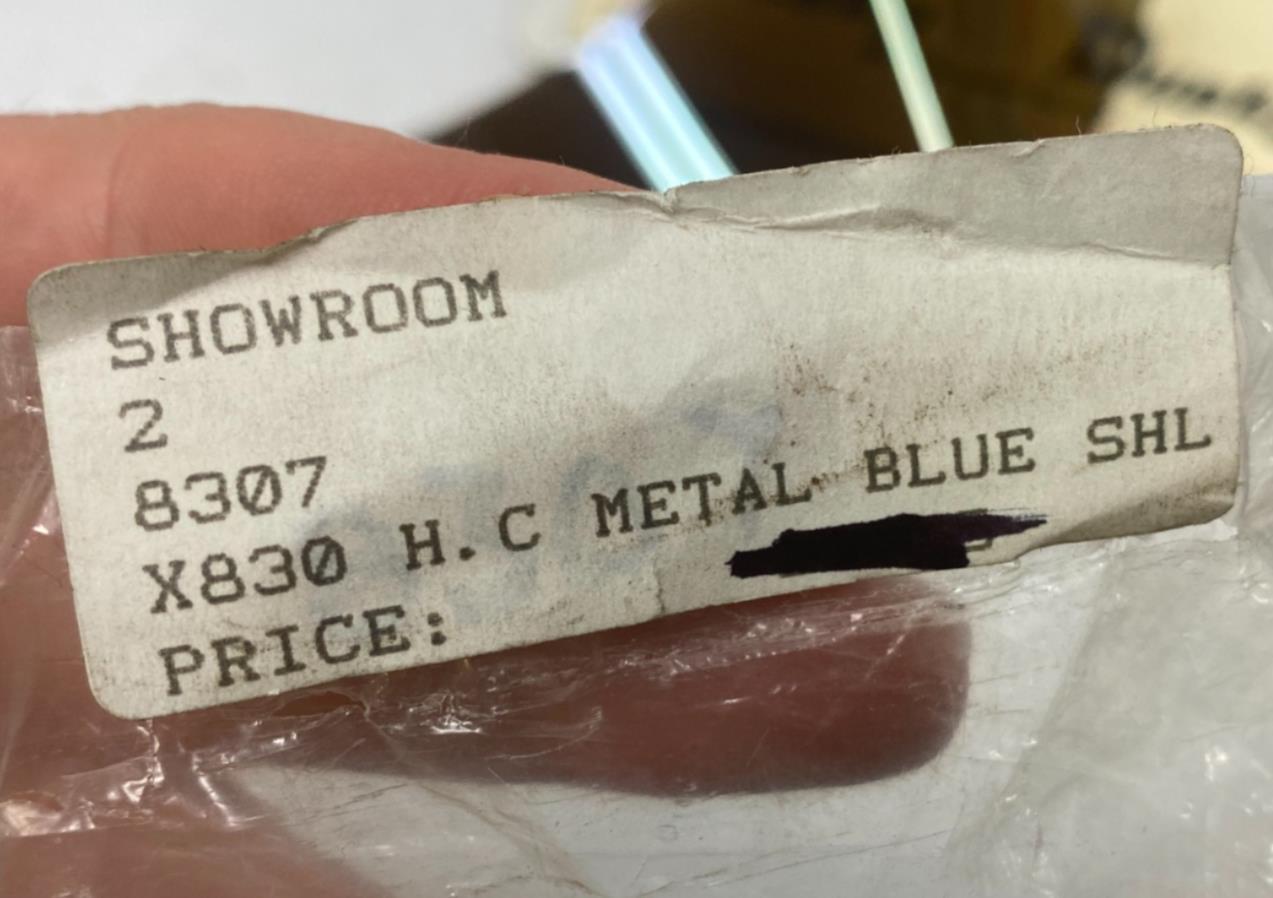 SHOWROOM
2
8307
X830 H.C METAL BLUE SHL
PRICE: